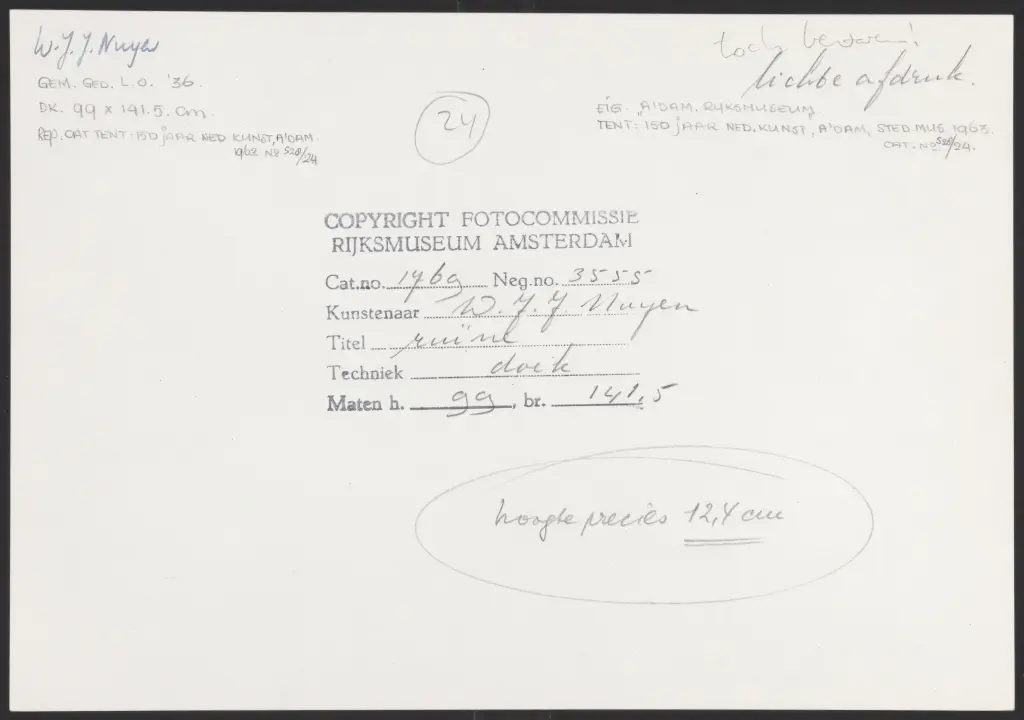 W.J.J. Nuyen
GEM. GED. L.O. '36.
DK. 99 x 141.5. cm.
REP. CAT TENT. 150 JAAR NED KUNST, A'DAM.
1963 No 528/24
24
toch bewaren!
lichte afdruk.
EIG. "A'DAM. RIJKSMUSEUM"
TENT: 150 JAAR NED. KUNST, A'DAM, STED. MUS. 1963.
CAT. No. 528/24.
COPYRIGHT FOTOCOMMISSIE
RIJKSMUSEUM AMSTERDAM
Cat.no. 1769 Neg.no. 3555
Kunstenaar W.J.J. Nuyen
Titel ruïne
Techniek doek
Maten h. 99, br. 141,5
hoogte precies 12,4 cm